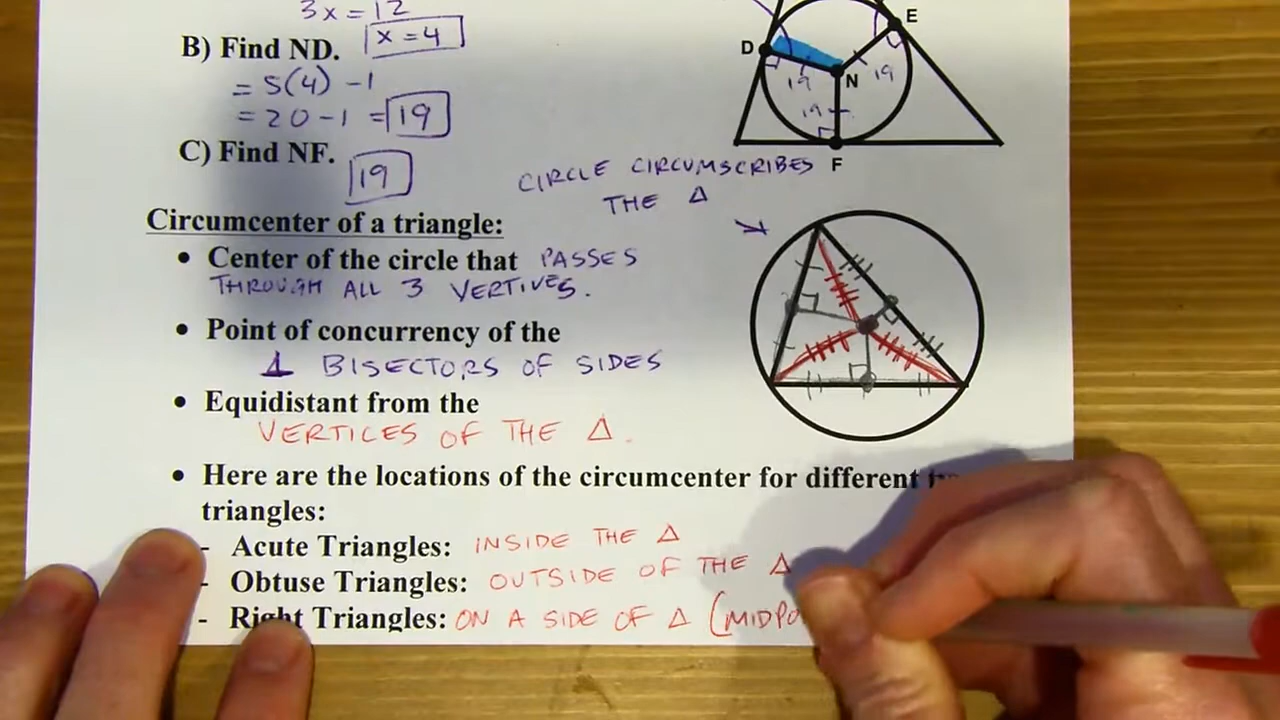 3x = 12
x = 4
B) Find ND.
= 5(4) - 1
= 20 - 1 = 19
C) Find NF.
19
D
E
N
F
19
19
19
CIRCLE CIRCUMSCRIBES
THE Δ
Circumcenter of a triangle:
• Center of the circle that PASSES
THROUGH ALL 3 VERTIVES.
• Point of concurrency of the
⊥ BISECTORS OF SIDES
• Equidistant from the
VERTICES OF THE Δ.
• Here are the locations of the circumcenter for different
triangles:
- Acute Triangles: INSIDE THE Δ
- Obtuse Triangles: OUTSIDE OF THE Δ
- Right Triangles: ON A SIDE OF Δ (MIDPO